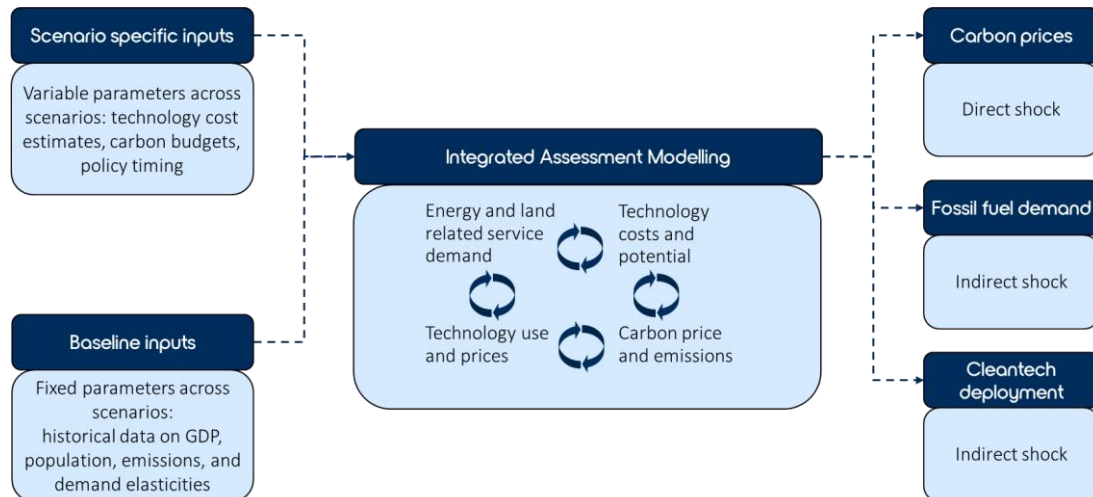 Scenario specific inputs
Variable parameters across
scenarios: technology cost
estimates, carbon budgets,
policy timing
Baseline inputs
Fixed parameters across
scenarios:
historical data on GDP,
population, emissions, and
demand elasticities
Integrated Assessment Modelling
Energy and land
related service
demand
Technology
costs and
potential
Technology use
and prices
Carbon price
and emissions
Carbon prices
Direct shock
Fossil fuel demand
Indirect shock
Cleantech
deployment
Indirect shock